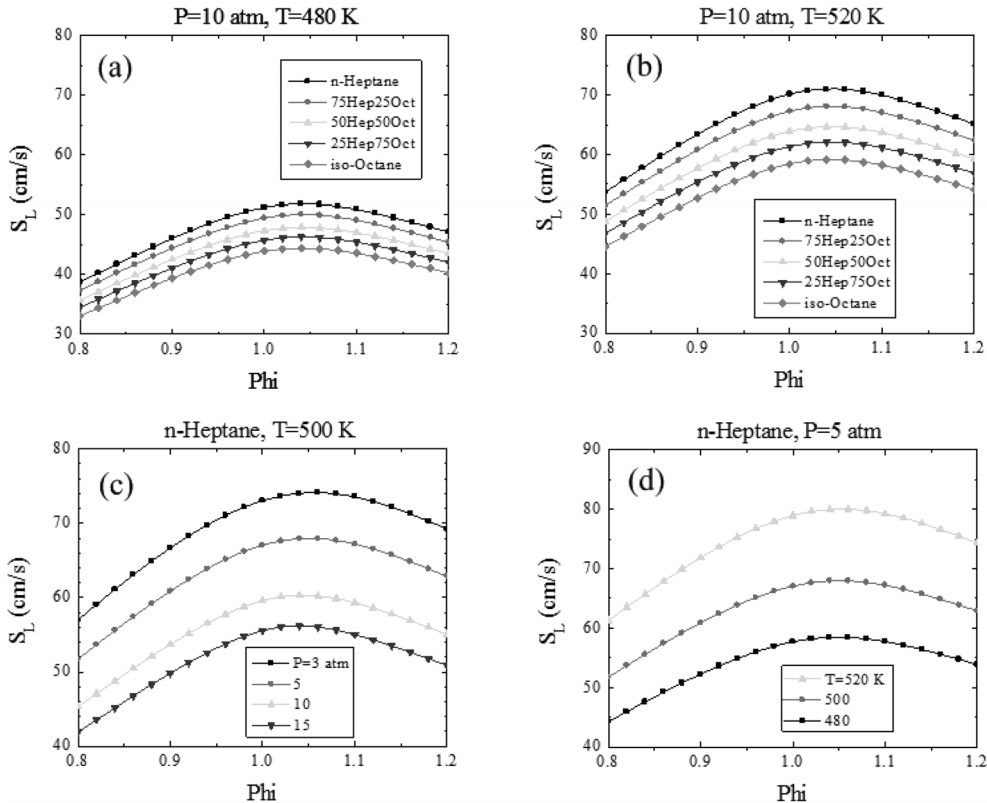 P=10 atm, T=480 K
(a)
n-Heptane
75Hep25Oct
50Hep50Oct
25Hep75Oct
iso-Octane
80
70
60
50
40
30
0.8 0.9 1.0 1.1 1.2
S_L (cm/s)
Phi
P=10 atm, T=520 K
(b)
n-Heptane
75Hep25Oct
50Hep50Oct
25Hep75Oct
iso-Octane
80
70
60
50
40
30
0.8 0.9 1.0 1.1 1.2
S_L (cm/s)
Phi
n-Heptane, T=500 K
(c)
P=3 atm
5
10
15
80
70
60
50
40
0.8 0.9 1.0 1.1 1.2
S_L (cm/s)
Phi
n-Heptane, P=5 atm
(d)
T=520 K
500
480
90
80
70
60
50
40
0.8 0.9 1.0 1.1 1.2
S_L (cm/s)
Phi